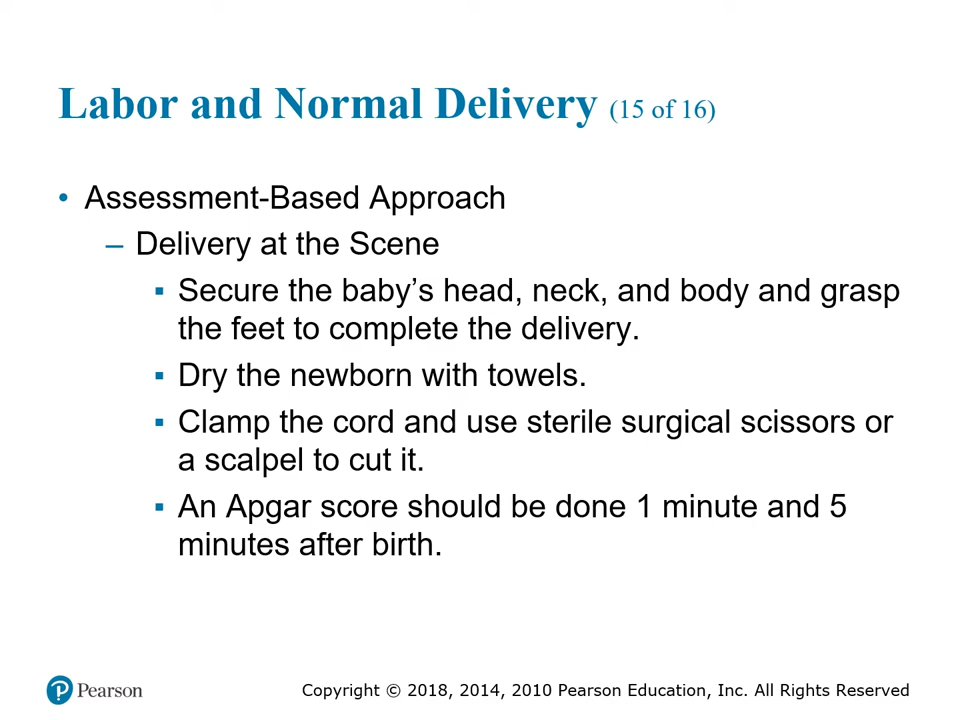 Labor and Normal Delivery (15 of 16)
• Assessment-Based Approach
– Delivery at the Scene
▪ Secure the baby’s head, neck, and body and grasp
the feet to complete the delivery.
▪ Dry the newborn with towels.
▪ Clamp the cord and use sterile surgical scissors or
a scalpel to cut it.
▪ An Apgar score should be done 1 minute and 5
minutes after birth.
P Pearson
Copyright © 2018, 2014, 2010 Pearson Education, Inc. All Rights Reserved